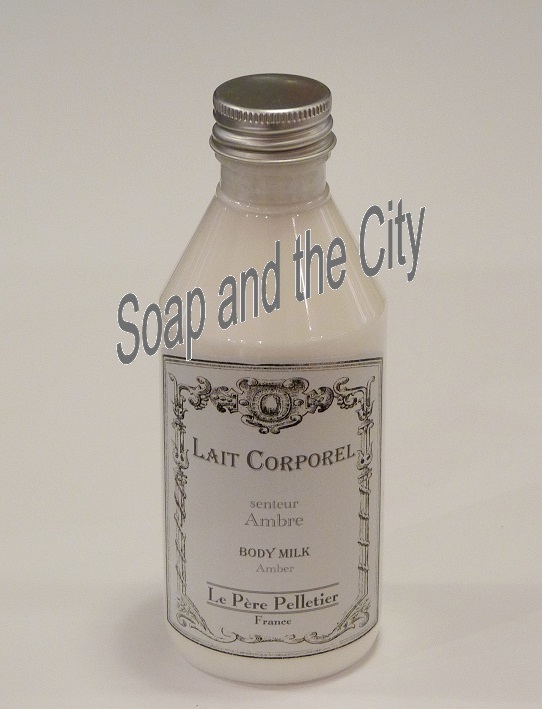 Soap and the City
LAIT CORPOREL
senteur
Ambre
BODY MILK
Amber
Le Père Pelletier
France